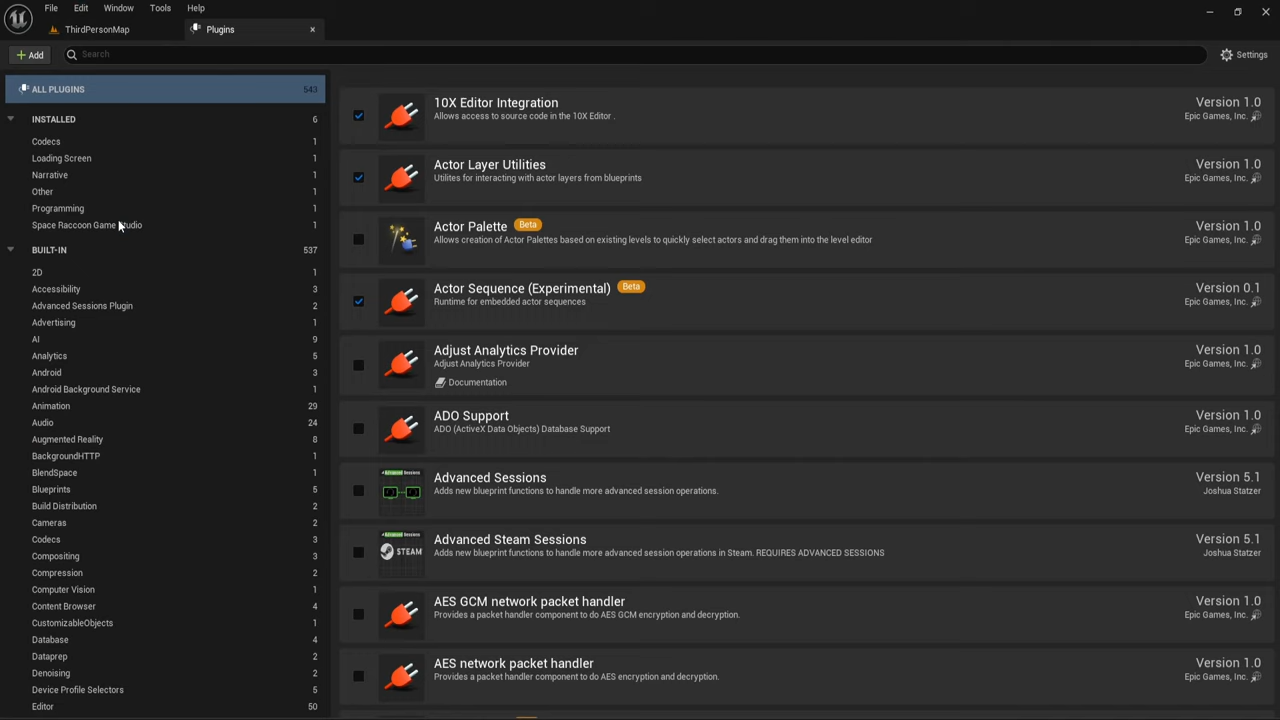 File Edit Window Tools Help
ThirdPersonMap Plugins
Add Search Settings
ALL PLUGINS 543
INSTALLED 6
Codecs 1
Loading Screen 1
Narrative 1
Other 1
Programming 1
Space Raccoon Game Studio 1
BUILT-IN 537
2D 1
Accessibility 3
Advanced Sessions Plugin 2
Advertising 1
AI 9
Analytics 5
Android 3
Android Background Service 1
Animation 29
Audio 24
Augmented Reality 8
BackgroundHTTP 1
BlendSpace 1
Blueprints 5
Build Distribution 2
Cameras 2
Codecs 3
Compositing 3
Compression 2
Computer Vision 1
Content Browser 4
CustomizableObjects 1
Database 4
Dataprep 2
Denoising 2
Device Profile Selectors 5
Editor 50
10X Editor Integration Version 1.0
Allows access to source code in the 10X Editor . Epic Games, Inc.
Actor Layer Utilities Version 1.0
Utilites for interacting with actor layers from blueprints Epic Games, Inc.
Actor Palette Beta Version 1.0
Allows creation of Actor Palettes based on existing levels to quickly select actors and drag them into the level editor Epic Games, Inc.
Actor Sequence (Experimental) Beta Version 0.1
Runtime for embedded actor sequences Epic Games, Inc.
Adjust Analytics Provider Version 1.0
Adjust Analytics Provider Epic Games, Inc.
Documentation
ADO Support Version 1.0
ADO (ActiveX Data Objects) Database Support Epic Games, Inc.
Advanced Sessions Version 5.1
Adds new blueprint functions to handle more advanced session operations. Joshua Statzer
Advanced Steam Sessions Version 5.1
STEAM
Adds new blueprint functions to handle more advanced session operations in Steam. REQUIRES ADVANCED SESSIONS Joshua Statzer
AES GCM network packet handler Version 1.0
Provides a packet handler component to do AES GCM encryption and decryption. Epic Games, Inc.
AES network packet handler Version 1.0
Provides a packet handler component to do AES encryption and decryption. Epic Games, Inc.